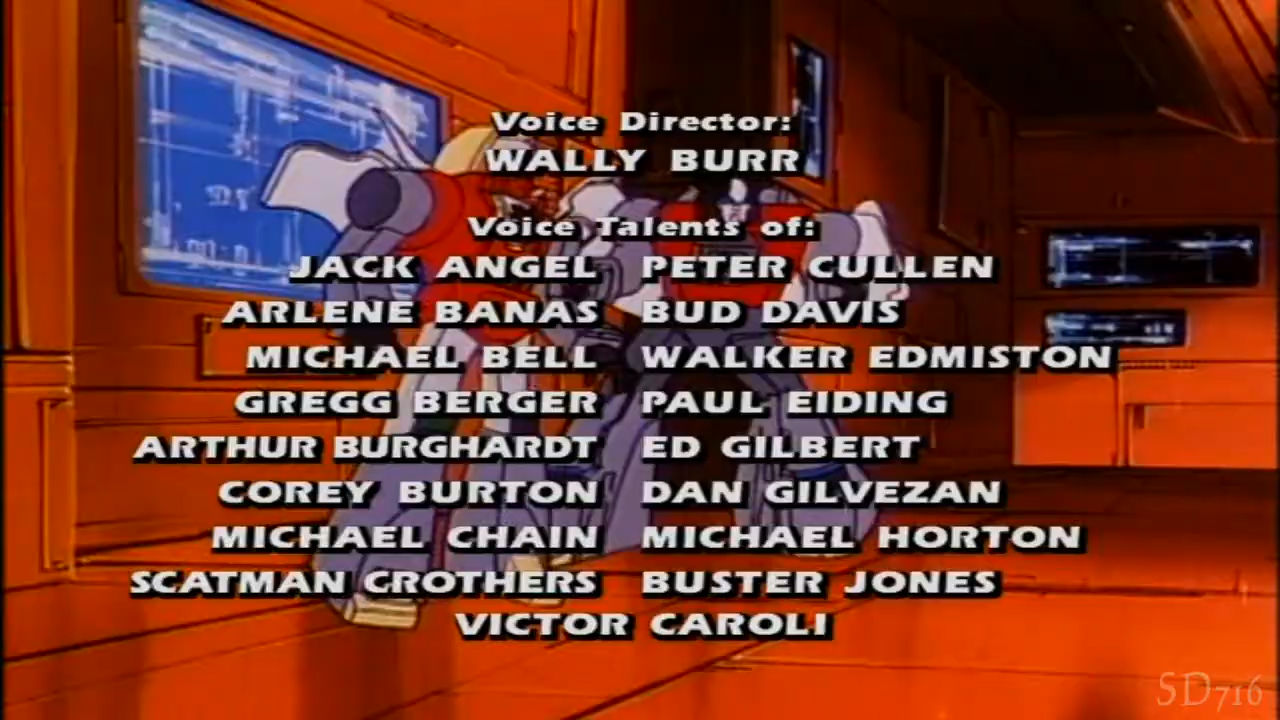 Voice Director:
WALLY BURR
Voice Talents of:
JACK ANGEL PETER CULLEN
ARLENE BANAS BUD DAVIS
MICHAEL BELL WALKER EDMISTON
GREGG BERGER PAUL EIDING
ARTHUR BURGHARDT ED GILBERT
COREY BURTON DAN GILVEZAN
MICHAEL CHAIN MICHAEL HORTON
SCATMAN CROTHERS BUSTER JONES
VICTOR CAROLI
SD716